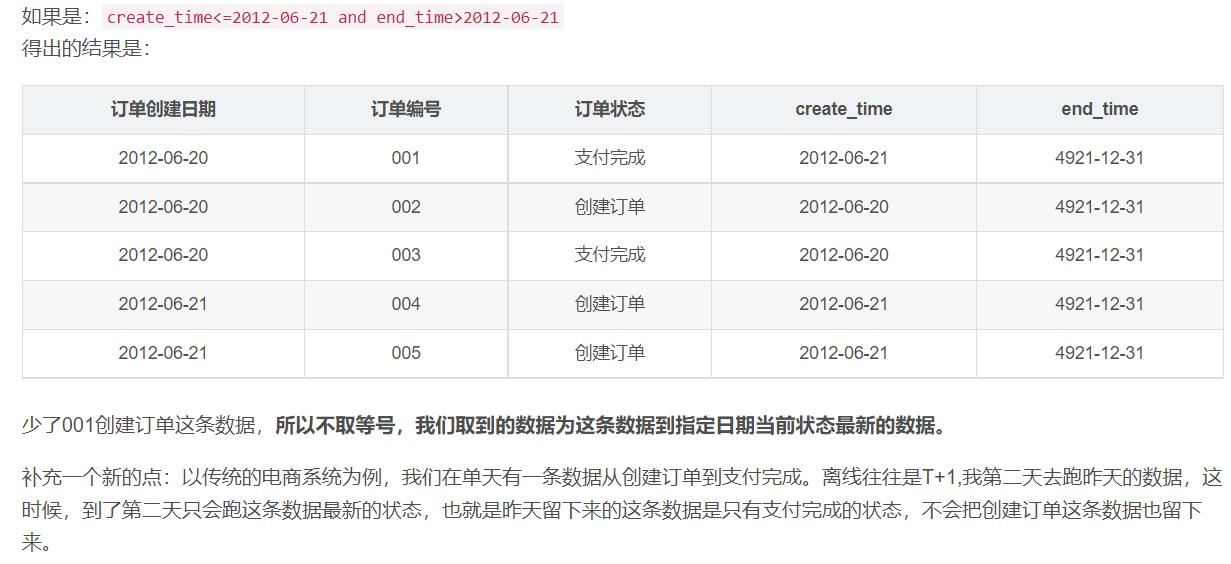 如果是：create_time<=2012-06-21 and end_time>2012-06-21
得出的结果是：
订单创建日期 订单编号 订单状态 create_time end_time
2012-06-20 001 支付完成 2012-06-21 4921-12-31
2012-06-20 002 创建订单 2012-06-20 4921-12-31
2012-06-20 003 支付完成 2012-06-20 4921-12-31
2012-06-21 004 创建订单 2012-06-21 4921-12-31
2012-06-21 005 创建订单 2012-06-21 4921-12-31
少了001创建订单这条数据，所以不取等号，我们取到的数据为这条数据到指定日期当前状态最新的数据。
补充一个新的点：以传统的电商系统为例，我们在单天有一条数据从创建订单到支付完成。离线往往是T+1,我第二天去跑昨天的数据，这
时候，到了第二天只会跑这条数据最新的状态，也就是昨天留下来的这条数据是只有支付完成的状态，不会把创建订单这条数据也留下
来。